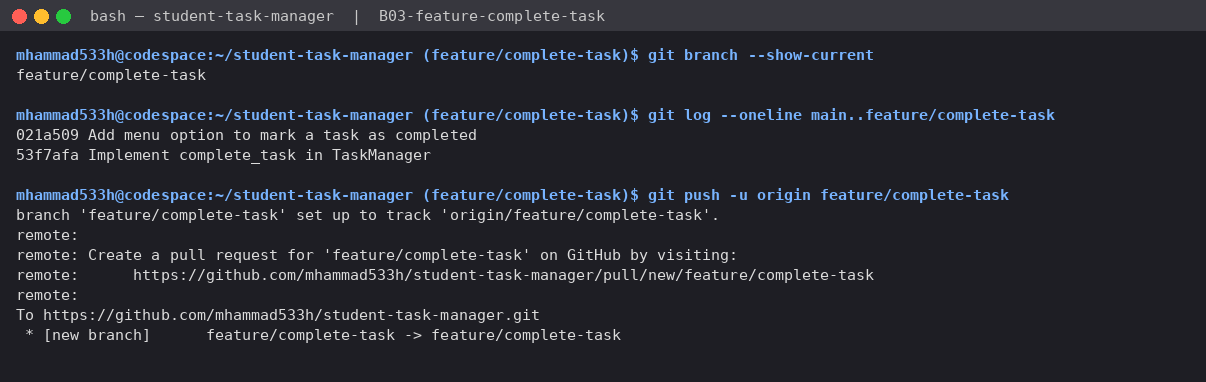 bash — student-task-manager  |  B03-feature-complete-task
mhammad533h@codespace:~/student-task-manager (feature/complete-task)$ git branch --show-current
feature/complete-task
mhammad533h@codespace:~/student-task-manager (feature/complete-task)$ git log --oneline main..feature/complete-task
021a509 Add menu option to mark a task as completed
53f7afa Implement complete_task in TaskManager
mhammad533h@codespace:~/student-task-manager (feature/complete-task)$ git push -u origin feature/complete-task
branch 'feature/complete-task' set up to track 'origin/feature/complete-task'.
remote:
remote: Create a pull request for 'feature/complete-task' on GitHub by visiting:
remote:      https://github.com/mhammad533h/student-task-manager/pull/new/feature/complete-task
remote:
To https://github.com/mhammad533h/student-task-manager.git
 * [new branch]      feature/complete-task -> feature/complete-task